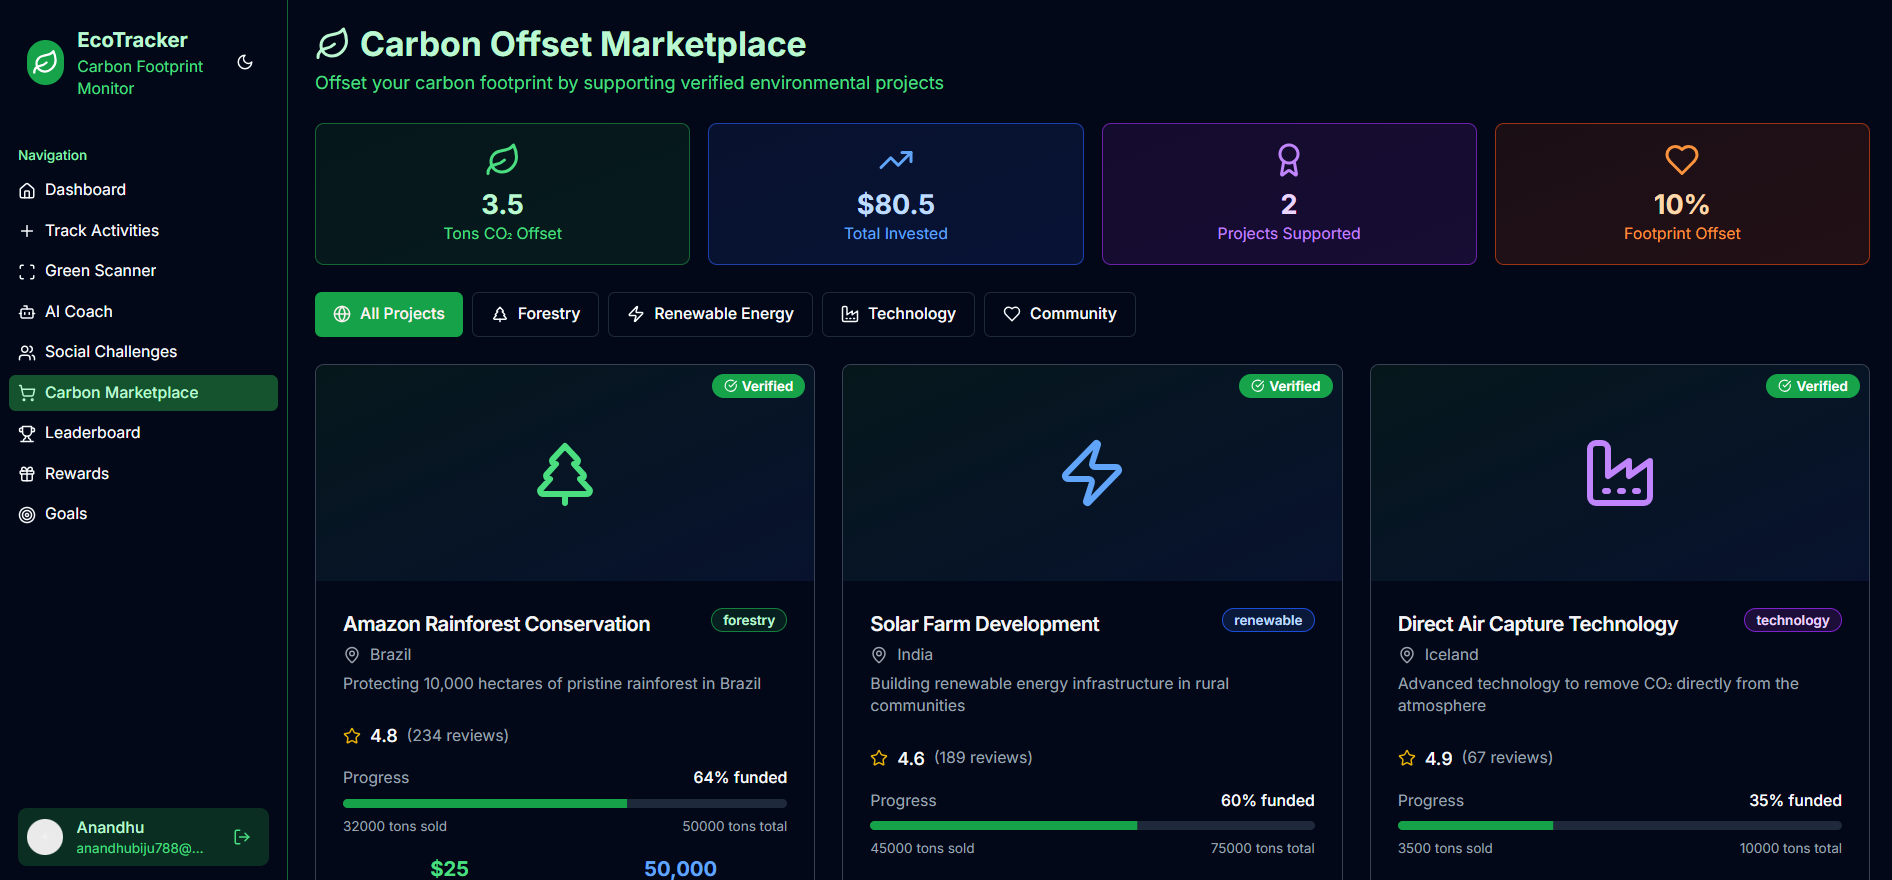 EcoTracker
Carbon Footprint
Monitor
Navigation
Dashboard
Track Activities
Green Scanner
AI Coach
Social Challenges
Carbon Marketplace
Leaderboard
Rewards
Goals
Anandhu
anandhubiju788@...
Carbon Offset Marketplace
Offset your carbon footprint by supporting verified environmental projects
3.5
Tons CO₂ Offset
$80.5
Total Invested
2
Projects Supported
10%
Footprint Offset
All Projects
Forestry
Renewable Energy
Technology
Community
Verified
Amazon Rainforest Conservation
forestry
Brazil
Protecting 10,000 hectares of pristine rainforest in Brazil
4.8 (234 reviews)
Progress
64% funded
32000 tons sold
50000 tons total
$25
50,000
Verified
Solar Farm Development
renewable
India
Building renewable energy infrastructure in rural
communities
4.6 (189 reviews)
Progress
60% funded
45000 tons sold
75000 tons total
Verified
Direct Air Capture Technology
technology
Iceland
Advanced technology to remove CO₂ directly from the
atmosphere
4.9 (67 reviews)
Progress
35% funded
3500 tons sold
10000 tons total